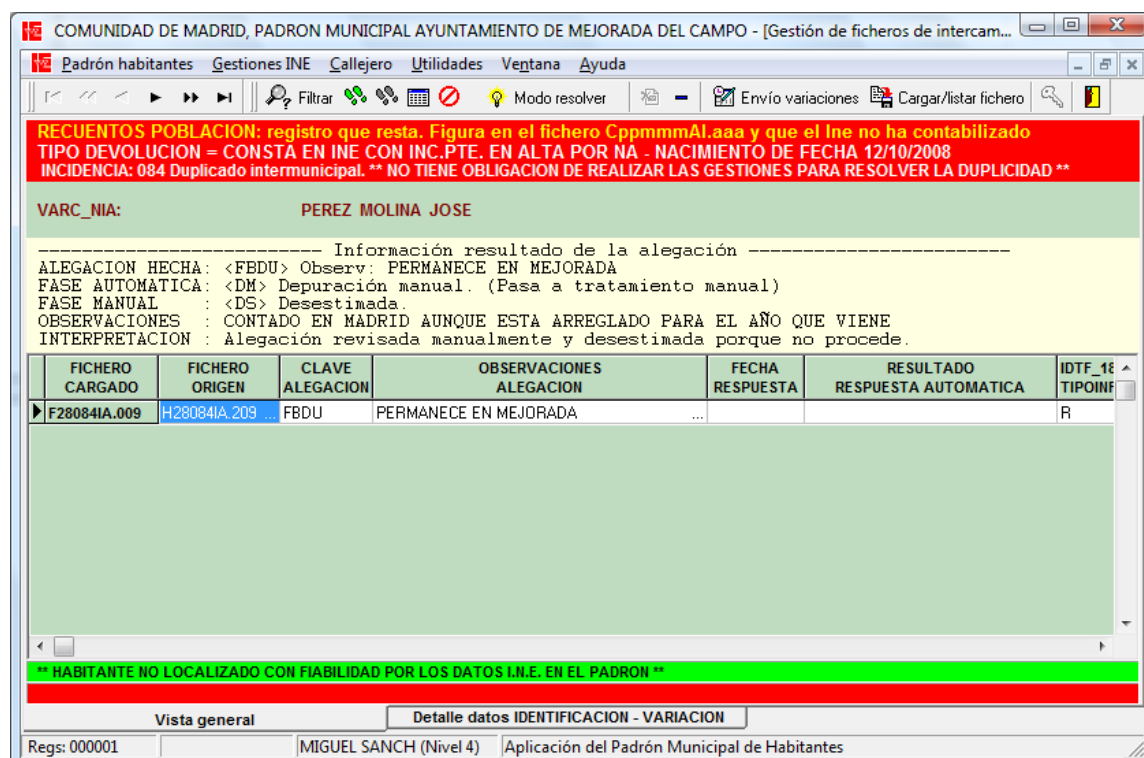 COMUNIDAD DE MADRID, PADRON MUNICIPAL AYUNTAMIENTO DE MEJORADA DEL CAMPO - [Gestión de ficheros de intercam...
Padrón habitantes Gestiones INE Callejero Utilidades Ventana Ayuda
Filtrar Modo resolver Envío variaciones Cargar/listar fichero
RECUENTOS POBLACION: registro que resta. Figura en el fichero CppmmmAI.aaa y que el Ine no ha contabilizado
TIPO DEVOLUCION = CONSTA EN INE CON INC.PTE. EN ALTA POR NA - NACIMIENTO DE FECHA 12/10/2008
INCIDENCIA: 084 Duplicado intermunicipal. ** NO TIENE OBLIGACION DE REALIZAR LAS GESTIONES PARA RESOLVER LA DUPLICIDAD **
VARC_NIA: PEREZ MOLINA JOSE
-------------------------- Información resultado de la alegación ------------------------
ALEGACION HECHA: <FBDU> Observ: PERMANECE EN MEJORADA
FASE AUTOMATICA: <DM> Depuración manual. (Pasa a tratamiento manual)
FASE MANUAL : <DS> Desestimada.
OBSERVACIONES : CONTADO EN MADRID AUNQUE ESTA ARREGLADO PARA EL AÑO QUE VIENE
INTERPRETACION : Alegación revisada manualmente y desestimada porque no procede.
FICHERO CARGADO FICHERO ORIGEN CLAVE ALEGACION OBSERVACIONES ALEGACION FECHA RESPUESTA RESULTADO RESPUESTA AUTOMATICA IDTF_18 TIPOINF
F28084IA.009 H28084IA.209 ... FBDU PERMANECE EN MEJORADA ... R
** HABITANTE NO LOCALIZADO CON FIABILIDAD POR LOS DATOS I.N.E. EN EL PADRON **
Vista general Detalle datos IDENTIFICACION - VARIACION
Regs: 000001 MIGUEL SANCH (Nivel 4) Aplicación del Padrón Municipal de Habitantes